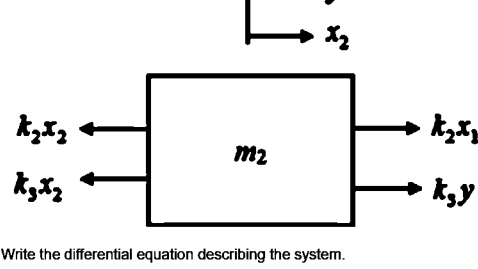 x₂
k₂x₂ k₂x₁
m₂
k₃x₂ k₃y
Write the differential equation describing the system.